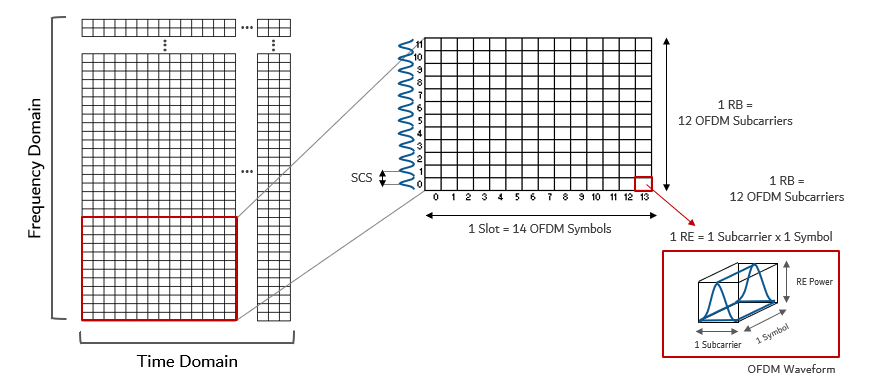 Frequency Domain
Time Domain
SCS
11
10
9
8
7
6
5
4
3
2
1
0
0 1 2 3 4 5 6 7 8 9 10 11 12 13
1 Slot = 14 OFDM Symbols
1 RB =
12 OFDM Subcarriers
1 RB =
12 OFDM Subcarriers
1 RE = 1 Subcarrier x 1 Symbol
RE Power
1 Subcarrier
1 Symbol
OFDM Waveform